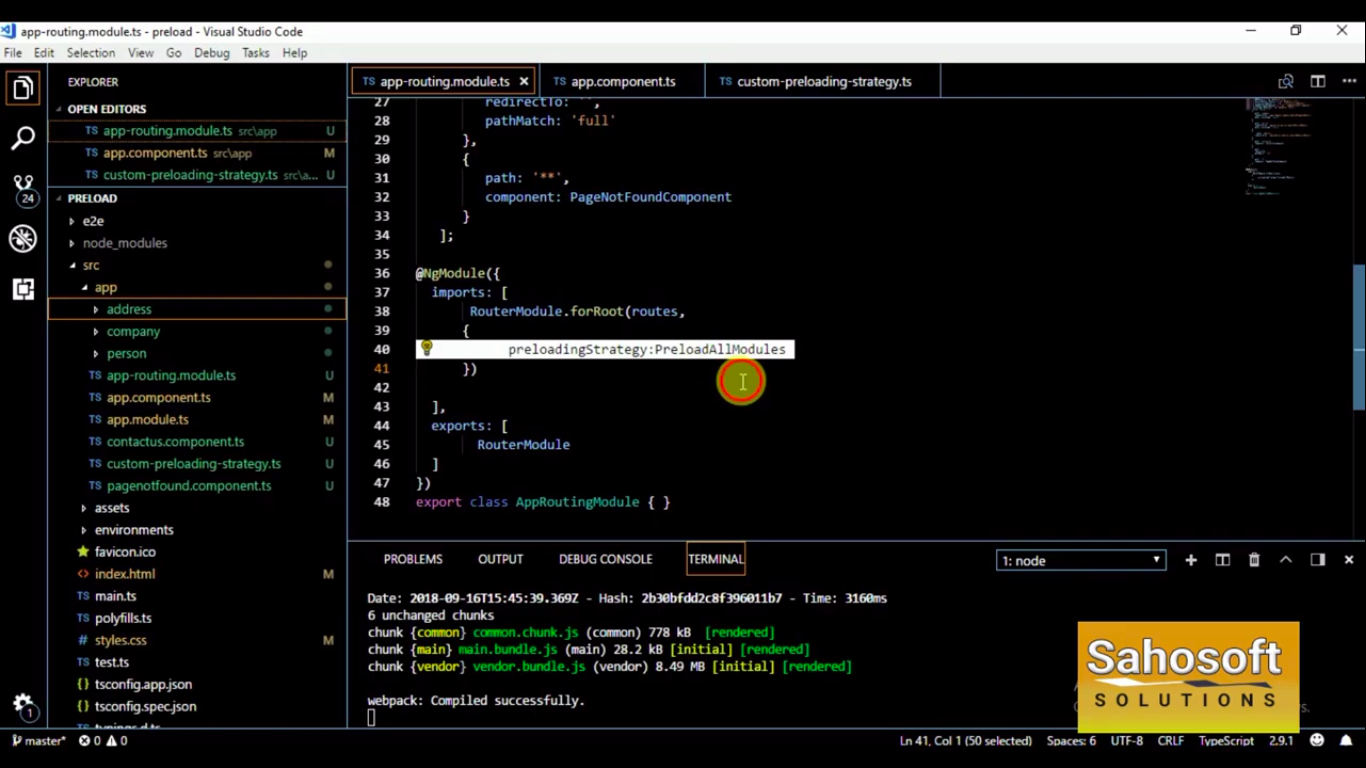 app-routing.module.ts - preload - Visual Studio Code
File Edit Selection View Go Debug Tasks Help
EXPLORER
OPEN EDITORS
TS app-routing.module.ts src\app U
TS app.component.ts src\app M
TS custom-preloading-strategy.ts src\a... U
PRELOAD
e2e
node_modules
src
app
address
company
person
TS app-routing.module.ts U
TS app.component.ts M
TS app.module.ts M
TS contactus.component.ts U
TS custom-preloading-strategy.ts U
TS pagenotfound.component.ts U
assets
environments
favicon.ico
<> index.html M
TS main.ts
TS polyfills.ts
# styles.css M
TS test.ts
{} tsconfig.app.json
{} tsconfig.spec.json
TS typings.d.ts
24
1
TS app-routing.module.ts × TS app.component.ts TS custom-preloading-strategy.ts
27 redirectTo: '',
28 pathMatch: 'full'
29 },
30 {
31 path: '**',
32 component: PageNotFoundComponent
33 }
34 ];
35
36 @NgModule({
37 imports: [
38 RouterModule.forRoot(routes,
39 {
40 preloadingStrategy:PreloadAllModules
41 })
42
43 ],
44 exports: [
45 RouterModule
46 ]
47 })
48 export class AppRoutingModule { }
PROBLEMS OUTPUT DEBUG CONSOLE TERMINAL 1: node
Date: 2018-09-16T15:45:39.369Z - Hash: 2b30bfdd2c8f396011b7 - Time: 3160ms
6 unchanged chunks
chunk {common} common.chunk.js (common) 778 kB [rendered]
chunk {main} main.bundle.js (main) 28.2 kB [initial] [rendered]
chunk {vendor} vendor.bundle.js (vendor) 8.49 MB [initial] [rendered]
webpack: Compiled successfully.
Sahosoft
SOLUTIONS
master* 0 0 Ln 41, Col 1 (50 selected) Spaces: 6 UTF-8 CRLF TypeScript 2.9.1